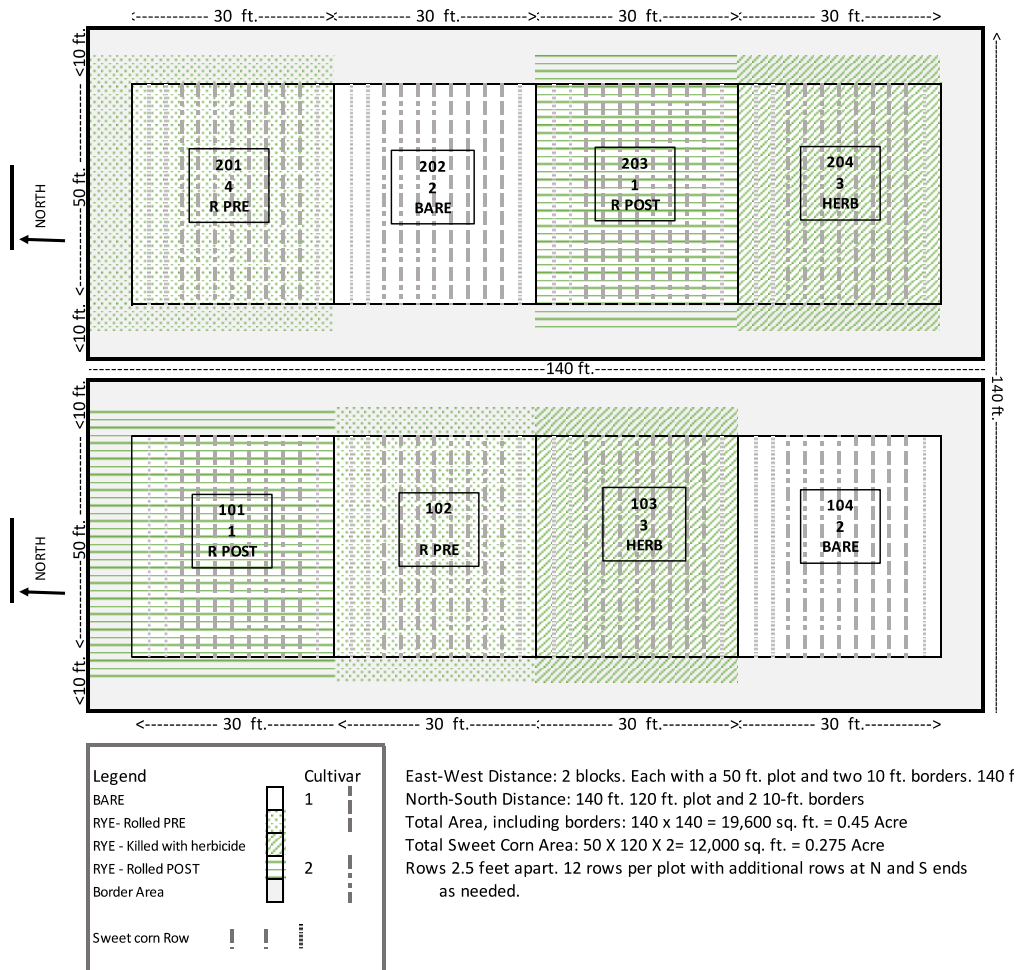 <----------- 30 ft.-----------><----------- 30 ft.-----------><----------- 30 ft.-----------><----------- 30 ft.----------->
<10 ft.
NORTH
<------50 ft.------>
201
4
R PRE
202
2
BARE
203
1
R POST
204
3
HERB
<10 ft.
140 ft.
140 ft.
<10 ft.
NORTH
<------50 ft.------>
101
1
R POST
102
R PRE
103
3
HERB
104
2
BARE
<10 ft.
<----------- 30 ft.-----------><----------- 30 ft.-----------><----------- 30 ft.-----------><----------- 30 ft.----------->
Legend Cultivar
BARE 1
RYE- Rolled PRE
RYE - Killed with herbicide
RYE - Rolled POST 2
Border Area
Sweet corn Row
East-West Distance: 2 blocks. Each with a 50 ft. plot and two 10 ft. borders. 140 f
North-South Distance: 140 ft. 120 ft. plot and 2 10-ft. borders
Total Area, including borders: 140 x 140 = 19,600 sq. ft. = 0.45 Acre
Total Sweet Corn Area: 50 X 120 X 2= 12,000 sq. ft. = 0.275 Acre
Rows 2.5 feet apart. 12 rows per plot with additional rows at N and S ends
as needed.